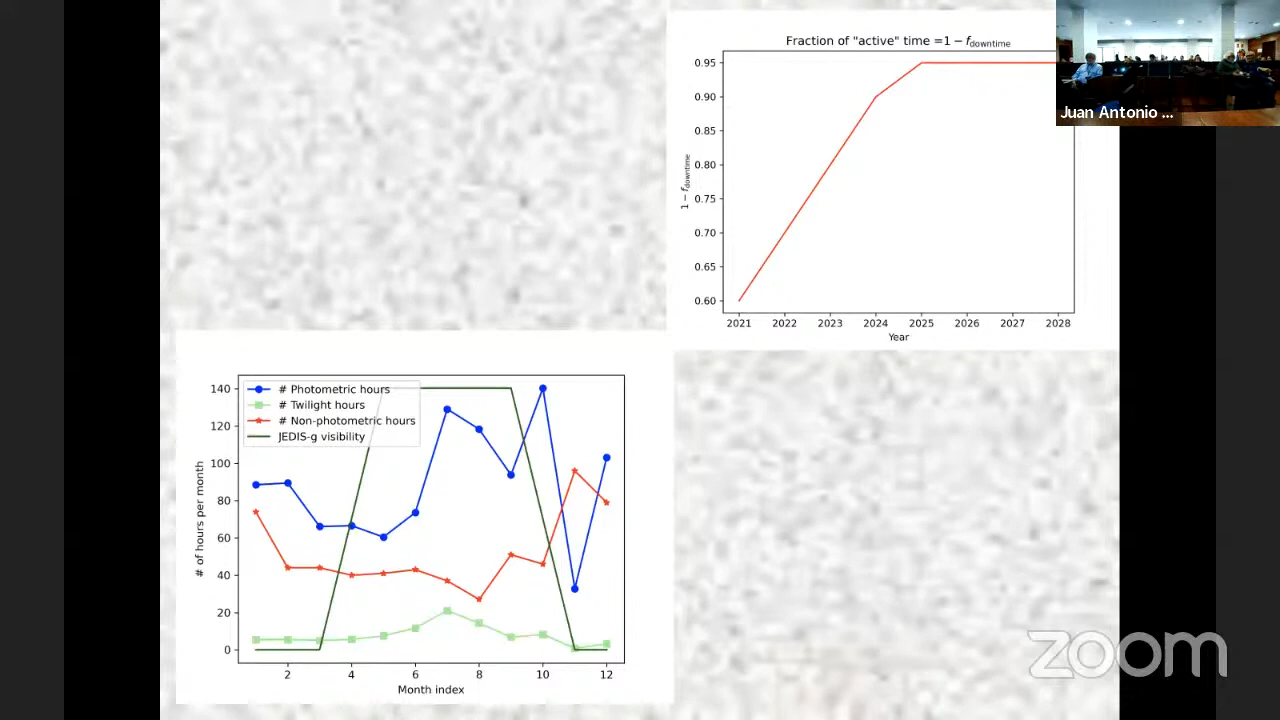 Fraction of "active" time =1 − f_downtime
1 − f_downtime
0.95
0.90
0.85
0.80
0.75
0.70
0.65
0.60
2021 2022 2023 2024 2025 2026 2027 2028
Year
Juan Antonio ...
# Photometric hours
# Twilight hours
# Non-photometric hours
JEDIS-g visibility
# of hours per month
140
120
100
80
60
40
20
0
2 4 6 8 10 12
Month index
zoom